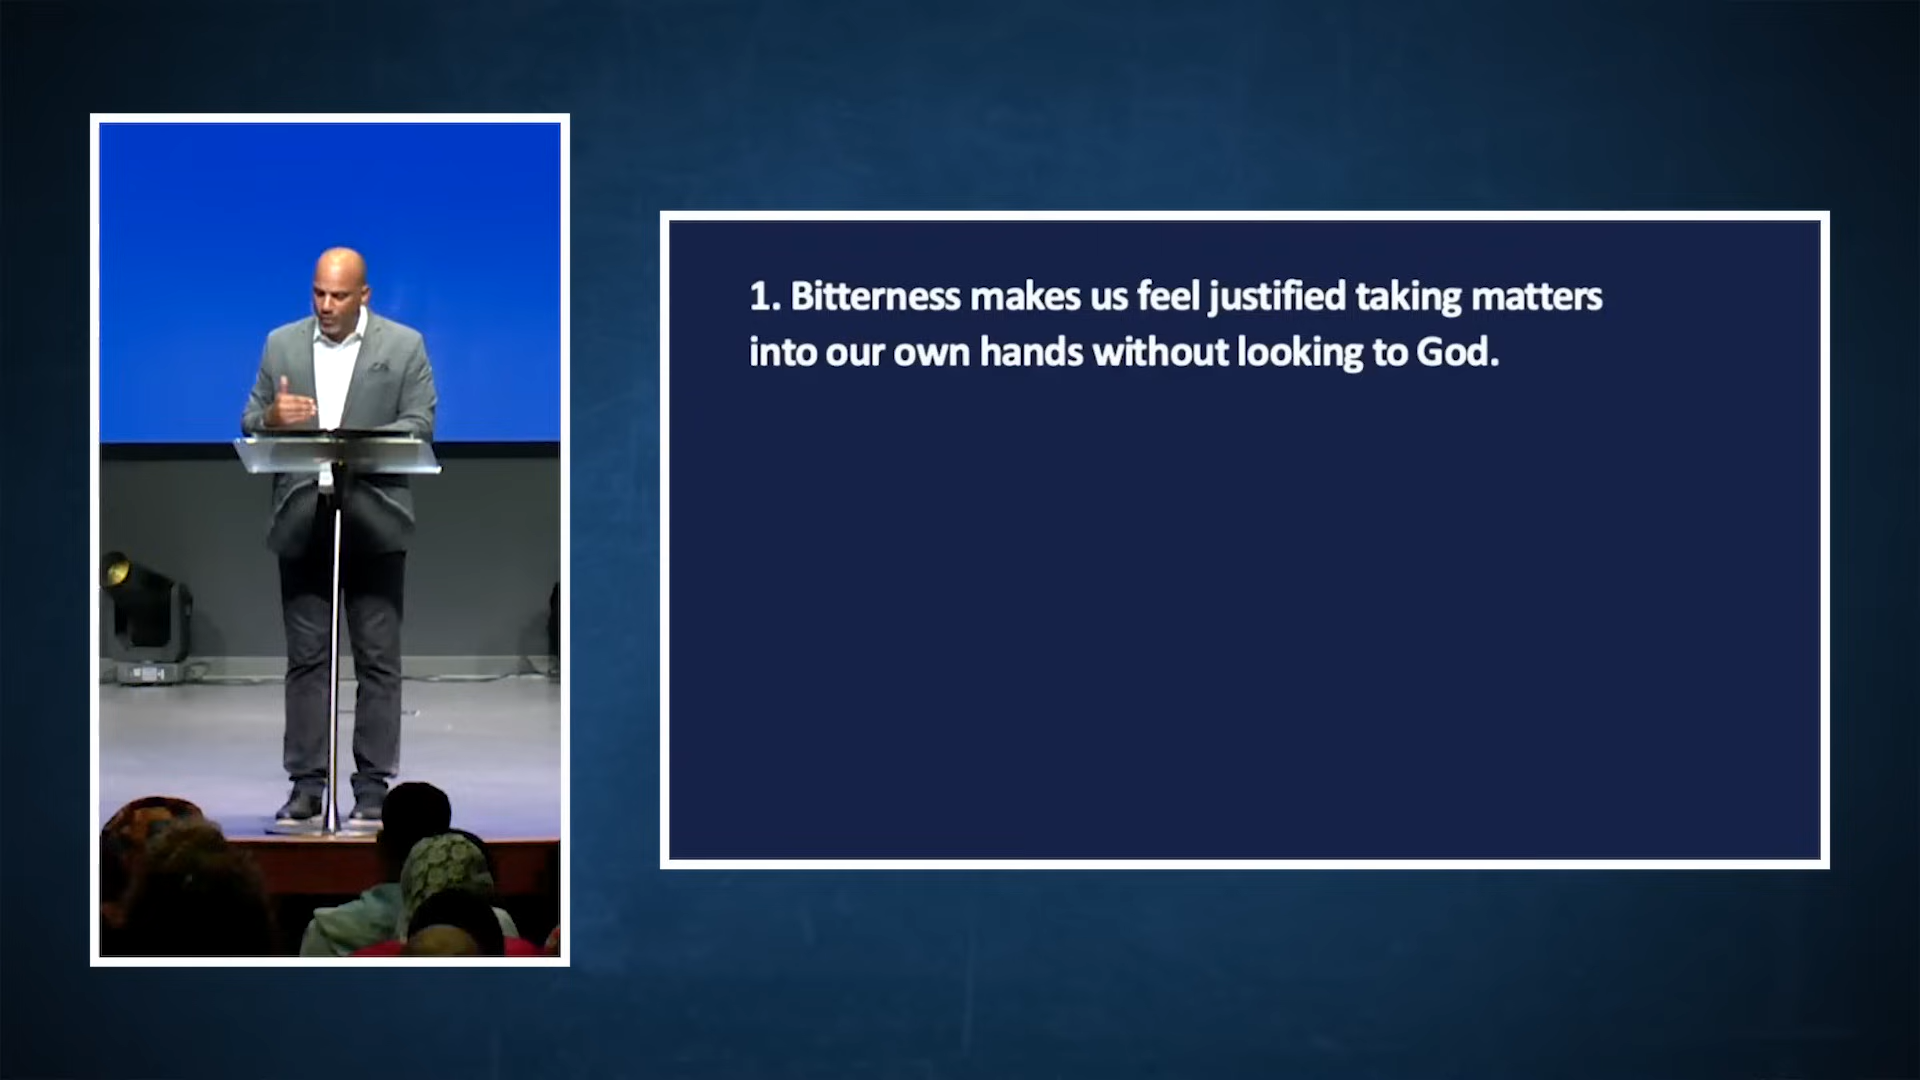 1. Bitterness makes us feel justified taking matters
into our own hands without looking to God.